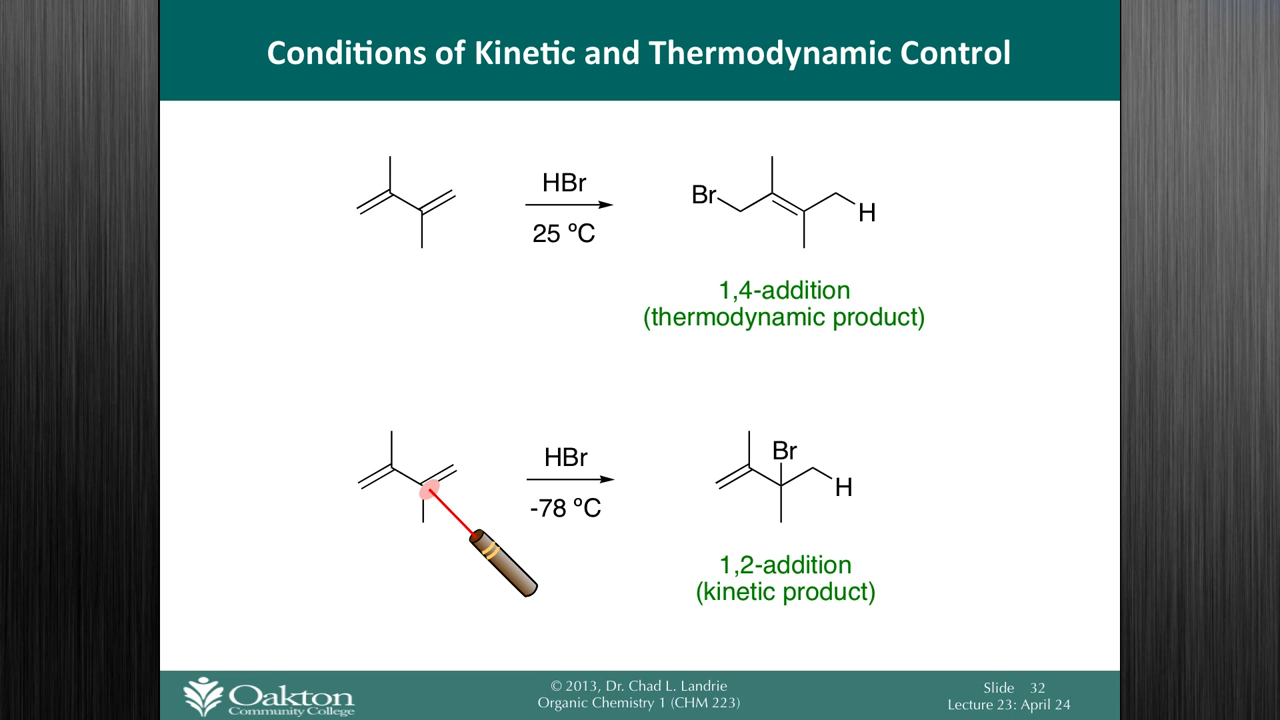 Conditions of Kinetic and Thermodynamic Control
HBr
25 ºC
Br
H
1,4-addition
(thermodynamic product)
HBr
-78 ºC
Br
H
1,2-addition
(kinetic product)
Oakton
Community College
© 2013, Dr. Chad L. Landrie
Organic Chemistry 1 (CHM 223)
Slide 32
Lecture 23: April 24